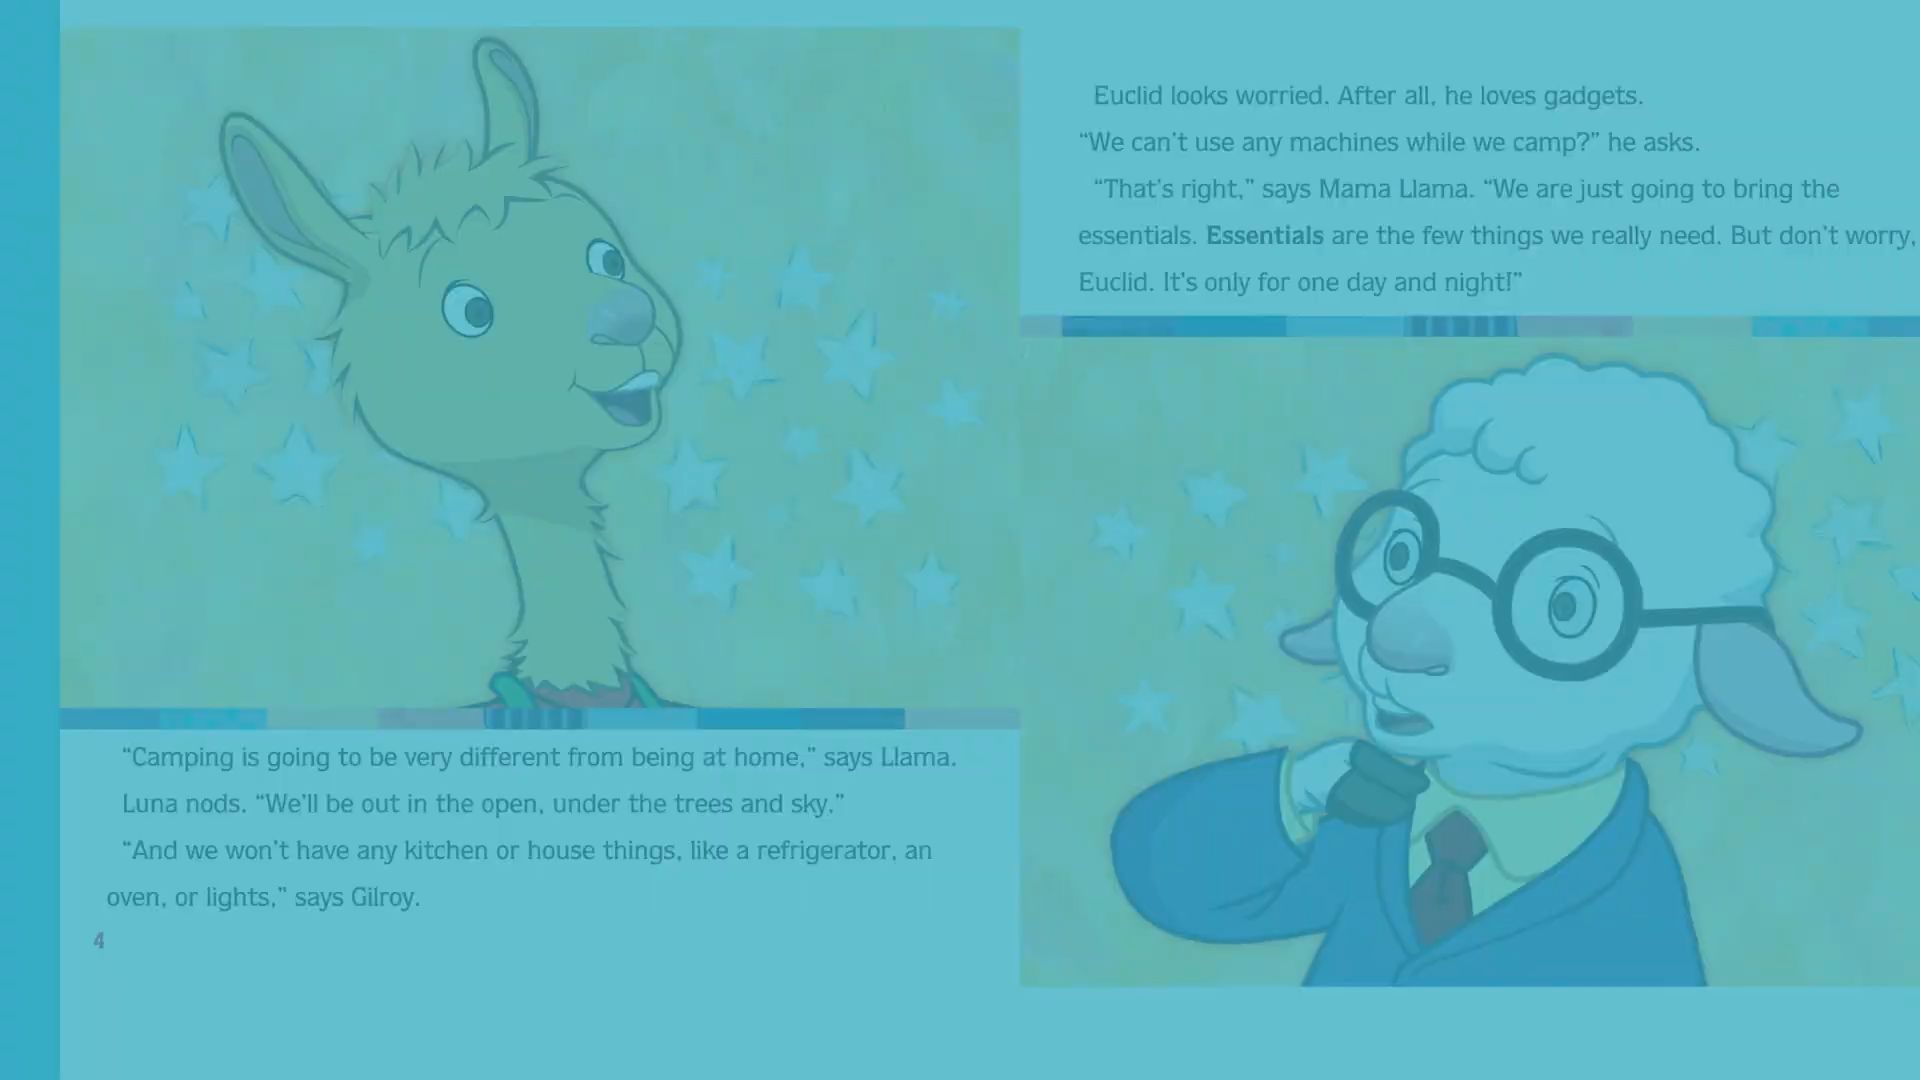 “Camping is going to be very different from being at home,” says Llama.
Luna nods. “We’ll be out in the open, under the trees and sky.”
“And we won’t have any kitchen or house things, like a refrigerator, an
oven, or lights,” says Gilroy.
4
Euclid looks worried. After all, he loves gadgets.
“We can’t use any machines while we camp?” he asks.
“That’s right,” says Mama Llama. “We are just going to bring the
essentials. Essentials are the few things we really need. But don’t worry,
Euclid. It’s only for one day and night!”